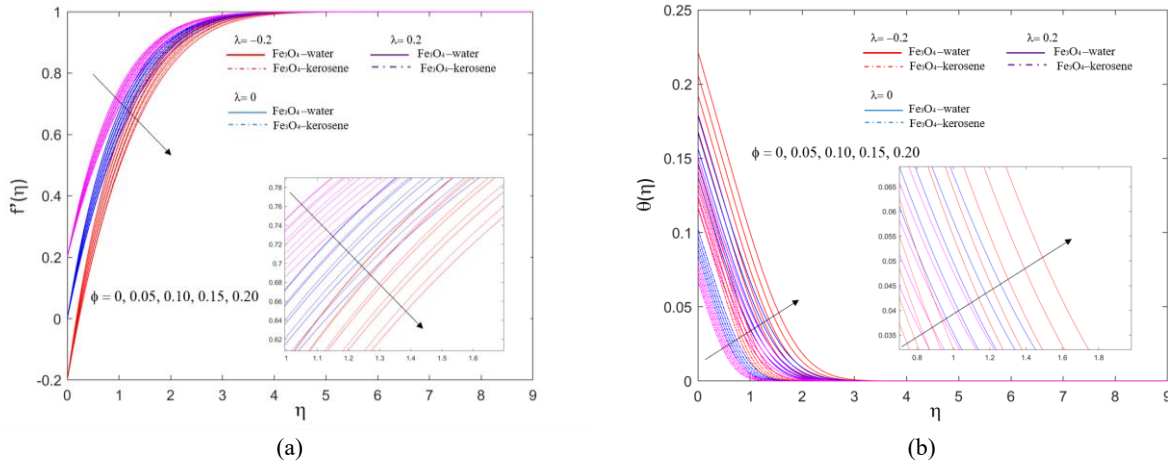 λ= −0.2
λ= 0.2
Fe₃O₄–water
Fe₃O₄–water
Fe₃O₄–kerosene
Fe₃O₄–kerosene
λ= 0
Fe₃O₄–water
Fe₃O₄–kerosene
1
0.8
0.6
0.4
0.2
0
-0.2
f'(η)
ϕ = 0, 0.05, 0.10, 0.15, 0.20
0.78
0.76
0.74
0.72
0.7
0.68
0.66
0.64
0.62
1 1.1 1.2 1.3 1.4 1.5 1.6
0 1 2 3 4 5 6 7 8 9
η
(a)
λ= −0.2
λ= 0.2
Fe₃O₄–water
Fe₃O₄–water
Fe₃O₄–kerosene
Fe₃O₄–kerosene
λ= 0
Fe₃O₄–water
Fe₃O₄–kerosene
0.25
0.2
0.15
0.1
0.05
0
θ(η)
ϕ = 0, 0.05, 0.10, 0.15, 0.20
0.065
0.06
0.055
0.05
0.045
0.04
0.035
0.8 1 1.2 1.4 1.6 1.8
0 1 2 3 4 5 6 7 8 9
η
(b)